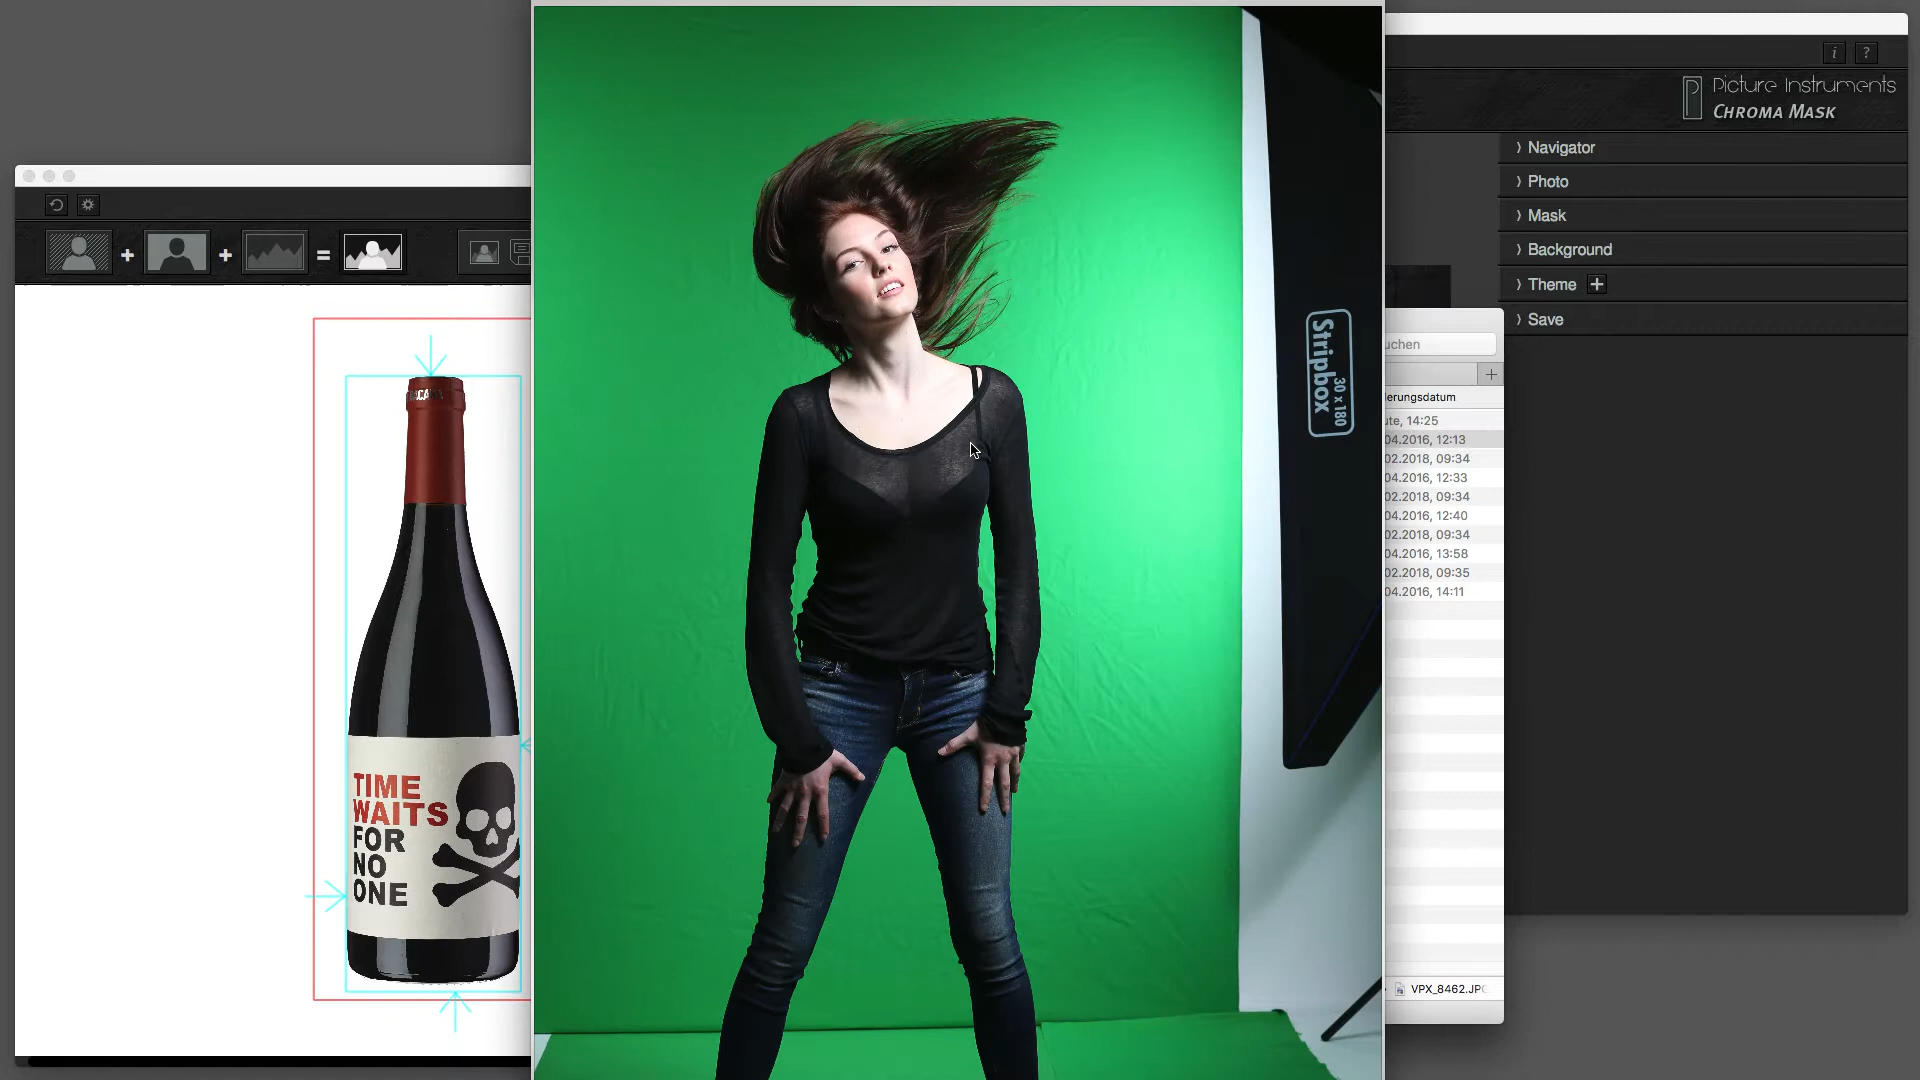 Picture Instruments
CHROMA MASK
Navigator
Photo
Mask
Background
Theme
Save
Stripbox
30 x 180
TIME
WAITS
FOR
NO
ONE
uchen
derungsdatum
ute, 14:25
04.2016, 12:13
02.2018, 09:34
04.2016, 12:33
02.2018, 09:34
04.2016, 12:40
02.2018, 09:34
04.2016, 13:58
02.2018, 09:35
04.2016, 14:11
VPX_8462.JPG